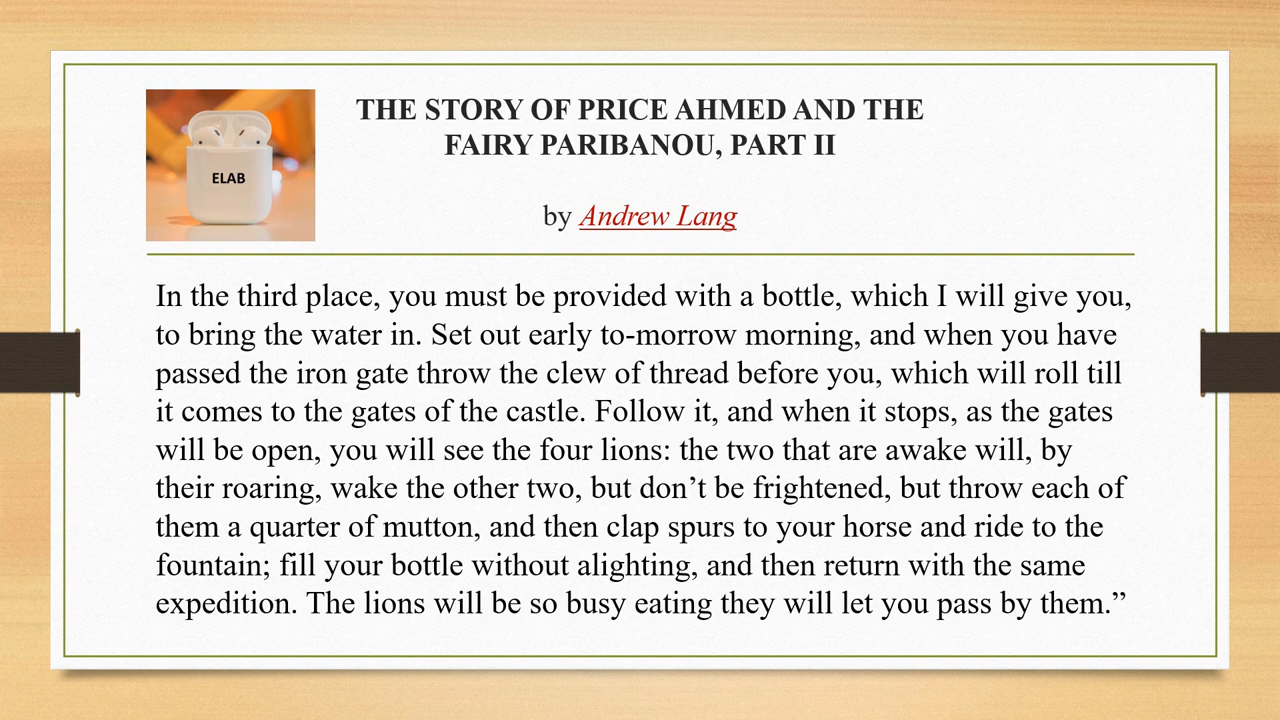 ELAB
THE STORY OF PRICE AHMED AND THE
FAIRY PARIBANOU, PART II
by Andrew Lang
In the third place, you must be provided with a bottle, which I will give you,
to bring the water in. Set out early to-morrow morning, and when you have
passed the iron gate throw the clew of thread before you, which will roll till
it comes to the gates of the castle. Follow it, and when it stops, as the gates
will be open, you will see the four lions: the two that are awake will, by
their roaring, wake the other two, but don’t be frightened, but throw each of
them a quarter of mutton, and then clap spurs to your horse and ride to the
fountain; fill your bottle without alighting, and then return with the same
expedition. The lions will be so busy eating they will let you pass by them.”